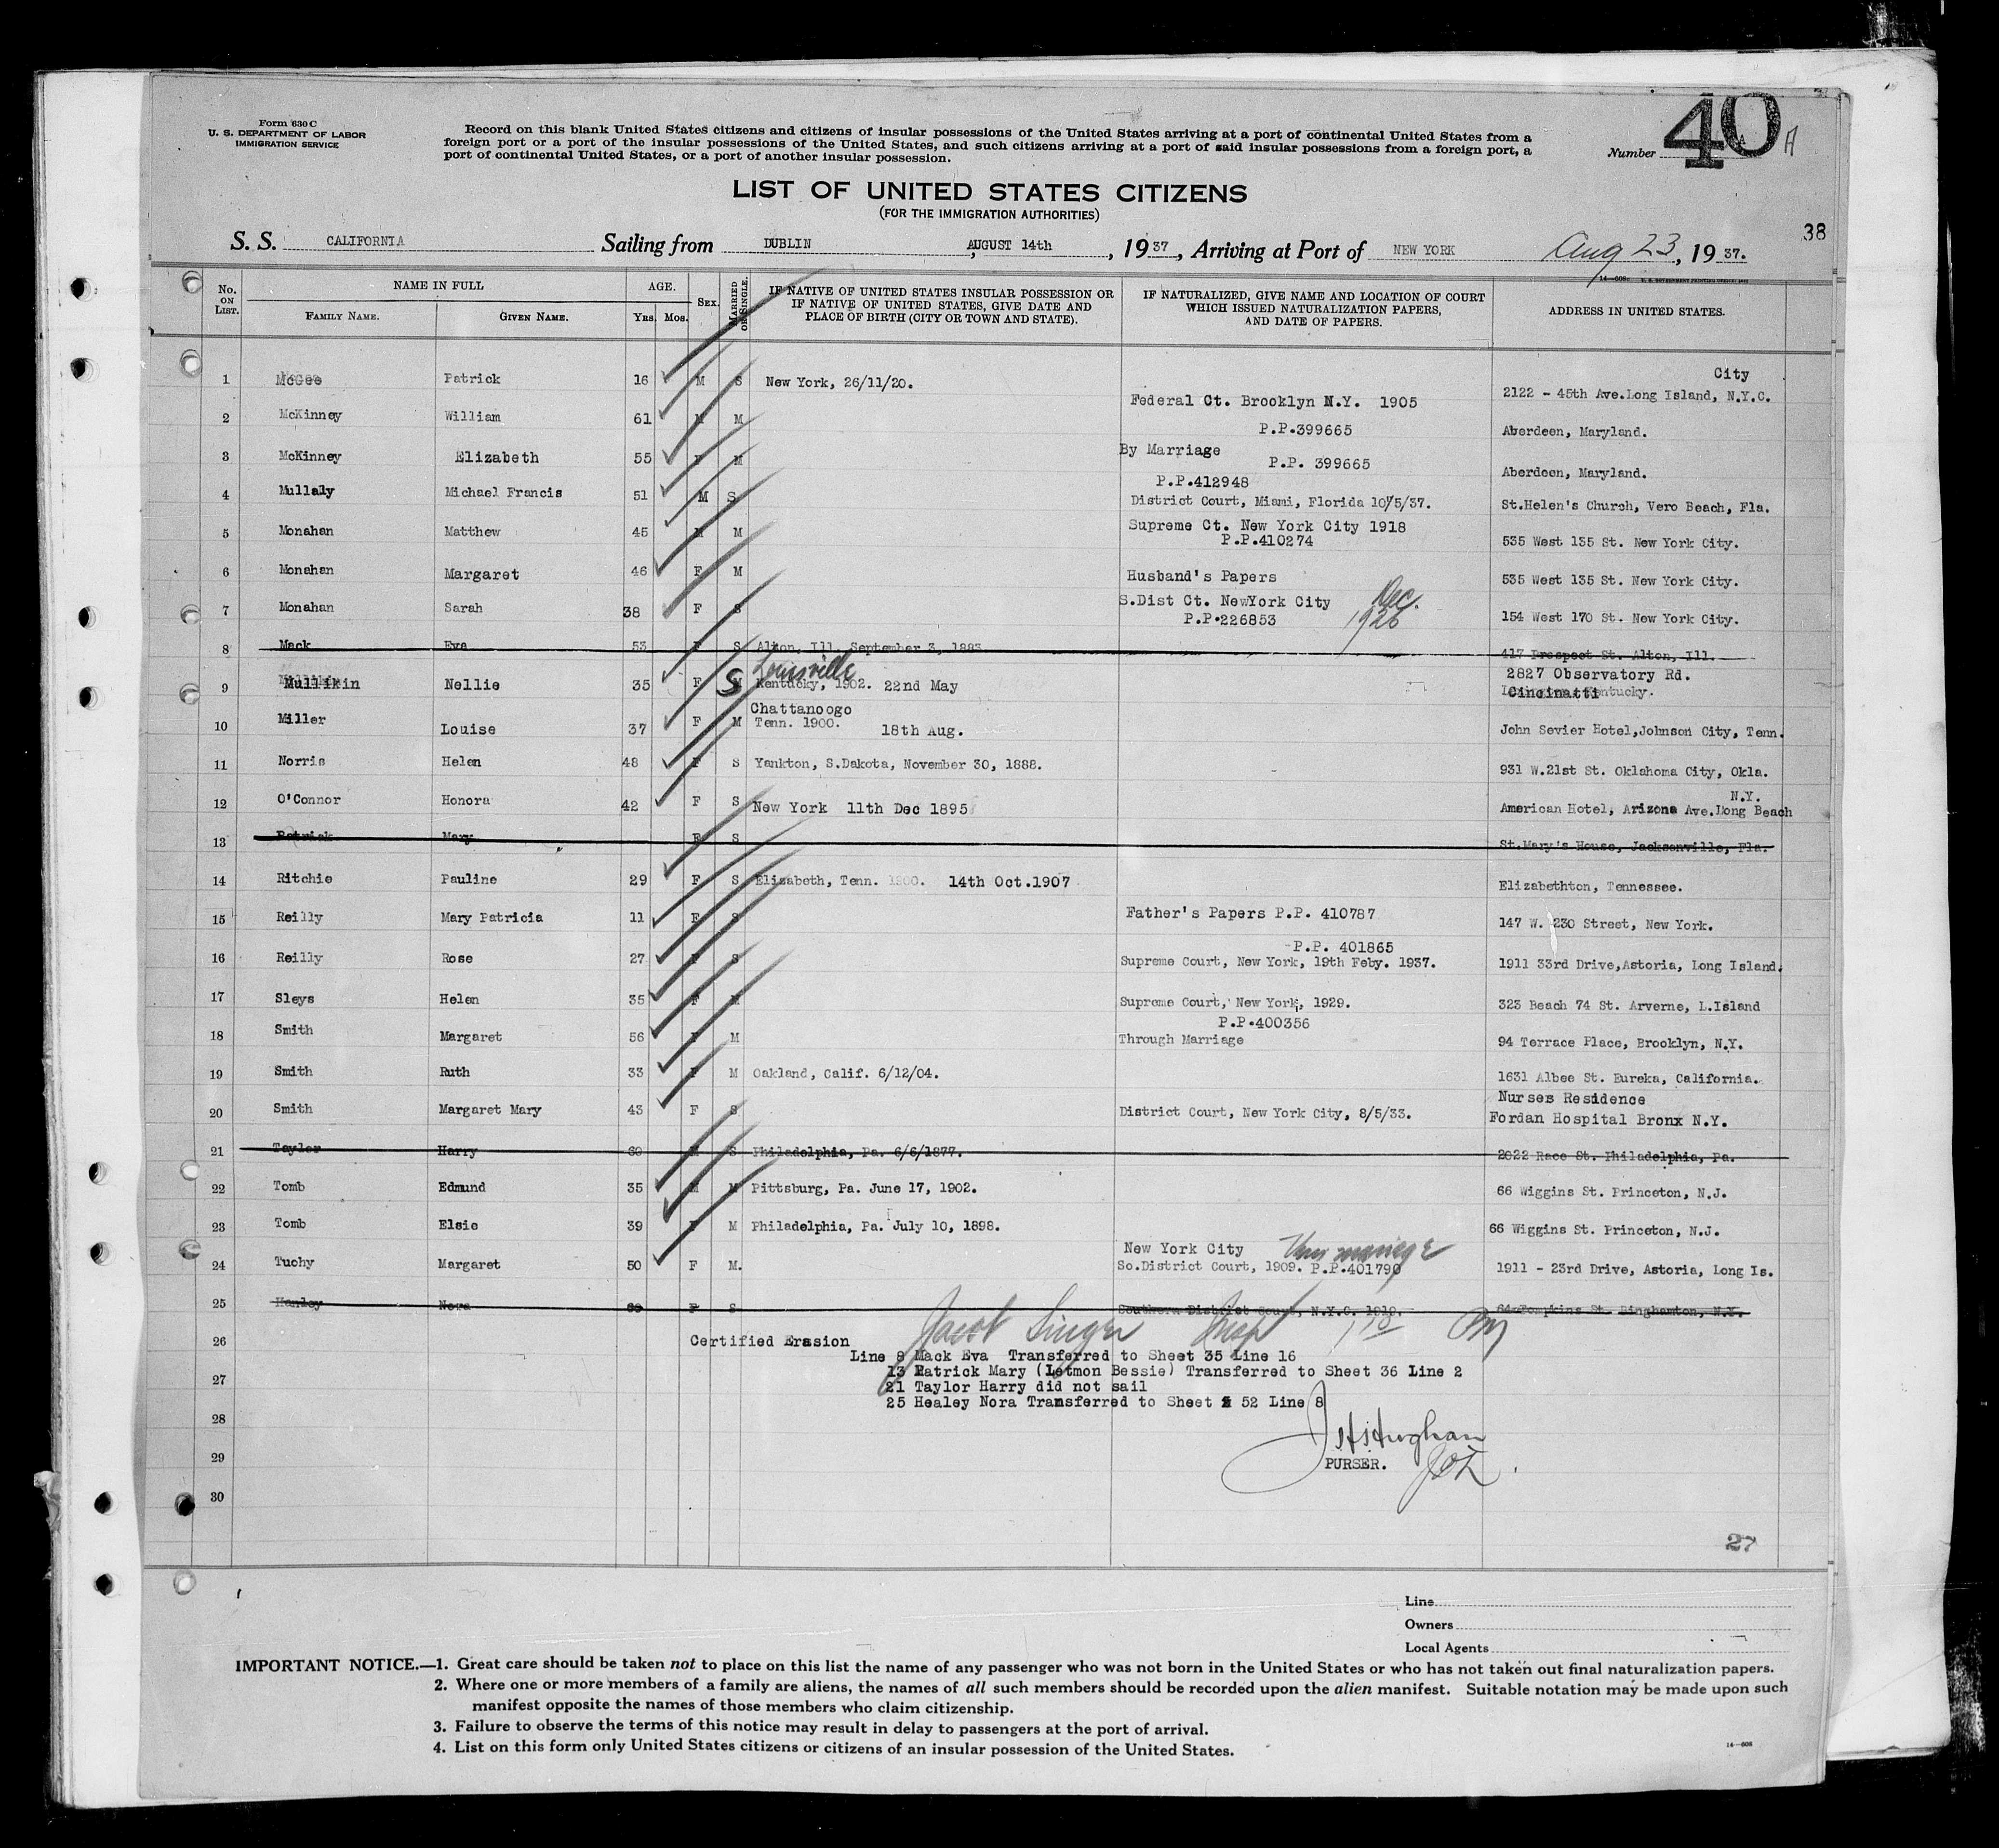 Form 630 C
U. S. DEPARTMENT OF LABOR
IMMIGRATION SERVICE
Record on this blank United States citizens and citizens of insular possessions of the United States arriving at a port of continental United States from a
foreign port or a port of the insular possessions of the United States, and such citizens arriving at a port of said insular possessions from a foreign port, a
port of continental United States, or a port of another insular possession.
Number 40 A
LIST OF UNITED STATES CITIZENS
(FOR THE IMMIGRATION AUTHORITIES)
38
S. S. CALIFORNIA Sailing from DUBLIN, AUGUST 14th, 1937, Arriving at Port of NEW YORK Aug 23, 1937.
No. ON LIST. NAME IN FULL FAMILY NAME. GIVEN NAME. AGE. Yrs. Mos. SEX. MARRIED OR SINGLE. IF NATIVE OF UNITED STATES INSULAR POSSESSION OR IF NATIVE OF UNITED STATES, GIVE DATE AND PLACE OF BIRTH (CITY OR TOWN AND STATE). IF NATURALIZED, GIVE NAME AND LOCATION OF COURT WHICH ISSUED NATURALIZATION PAPERS, AND DATE OF PAPERS. ADDRESS IN UNITED STATES.
City
1 McGee Patrick 16 M S New York, 26/11/20. 2122 - 45th Ave.Long Island, N.Y.C.
Federal Ct. Brooklyn N.Y. 1905
2 McKinney William 61 M M P.P.399665 Aberdeen, Maryland.
By Marriage
3 McKinney Elizabeth 55 F M P.P. 399665 Aberdeen, Maryland.
P.P.412948
4 Mullaly Michael Francis 51 M S District Court, Miami, Florida 10/5/37. St.Helen's Church, Vero Beach, Fla.
Supreme Ct. New York City 1918
5 Monahan Matthew 45 M M P.P.410274 535 West 135 St. New York City.
6 Monahan Margaret 46 F M Husband's Papers 535 West 135 St. New York City.
S.Dist Ct. NewYork City Dec. 1926
7 Monahan Sarah 38 F S P.P.226853 154 West 170 St. New York City.
8 Mack Eva 53 F S Alton, Ill. September 3, 1883 417 Prospect St. Alton, Ill.
Louisville 2827 Observatory Rd.
9 Mullikin Nellie 35 F S Kentucky, 1902. 22nd May Cincinatti
Chattanoogo
10 Miller Louise 37 F M Tenn. 1900. 18th Aug. John Sevier Hotel,Johnson City, Tenn.
11 Norris Helen 48 F S Yankton, S.Dakota, November 30, 1888. 931 W.21st St. Oklahoma City, Okla.
N.Y.
12 O'Connor Honora 42 F S New York 11th Dec 1895 American Hotel, Arizona Ave.Long Beach
13 Patrick Mary F S St.Mary's House, Jacksonville, Fla.
14 Ritchie Pauline 29 F S Elizabeth, Tenn. 1900. 14th Oct.1907 Elizabethton, Tennessee.
15 Reilly Mary Patricia 11 F S Father's Papers P.P. 410787 147 W. 230 Street, New York.
P.P. 401865
16 Reilly Rose 27 F S Supreme Court, New York, 19th Feby. 1937. 1911 33rd Drive,Astoria, Long Island.
17 Sleys Helen 35 F M Supreme Court, New York, 1929. 323 Beach 74 St. Arverne, L.Island
P.P.400356
18 Smith Margaret 56 F M Through Marriage 94 Terrace Place, Brooklyn, N.Y.
19 Smith Ruth 33 F M Oakland, Calif. 6/12/04. 1631 Albee St. Eureka, California.
Nurses Residence
20 Smith Margaret Mary 43 F S District Court, New York City, 8/5/33. Fordan Hospital Bronx N.Y.
21 Taylor Harry 60 M S Philadelphia, Pa. 6/6/1877. 2022 Race St. Philadelphia, Pa.
22 Tomb Edmund 35 M M Pittsburg, Pa. June 17, 1902. 66 Wiggins St. Princeton, N.J.
23 Tomb Elsie 39 F M Philadelphia, Pa. July 10, 1898. 66 Wiggins St. Princeton, N.J.
New York City Thru marriage
24 Tuohy Margaret 50 F M. So.District Court, 1909. P.P.401790 1911 - 23rd Drive, Astoria, Long Is.
25 Healey Nora F S Southern District Court, N.Y.C. 1919. 64 Tompkins St. Binghamton, N.Y.
Jacob Singer Insp
26 Certified Erasion
Line 8 Mack Eva Transferred to Sheet 35 Line 16
13 Patrick Mary (Letmon Bessie) Transferred to Sheet 36 Line 2
27
21 Taylor Harry did not sail
25 Healey Nora Transferred to Sheet 52 Line 8
28
29
PURSER.
30
27
Line
Owners
Local Agents
IMPORTANT NOTICE.—1. Great care should be taken not to place on this list the name of any passenger who was not born in the United States or who has not taken out final naturalization papers.
2. Where one or more members of a family are aliens, the names of all such members should be recorded upon the alien manifest. Suitable notation may be made upon such
manifest opposite the names of those members who claim citizenship.
3. Failure to observe the terms of this notice may result in delay to passengers at the port of arrival.
4. List on this form only United States citizens or citizens of an insular possession of the United States.
14—608